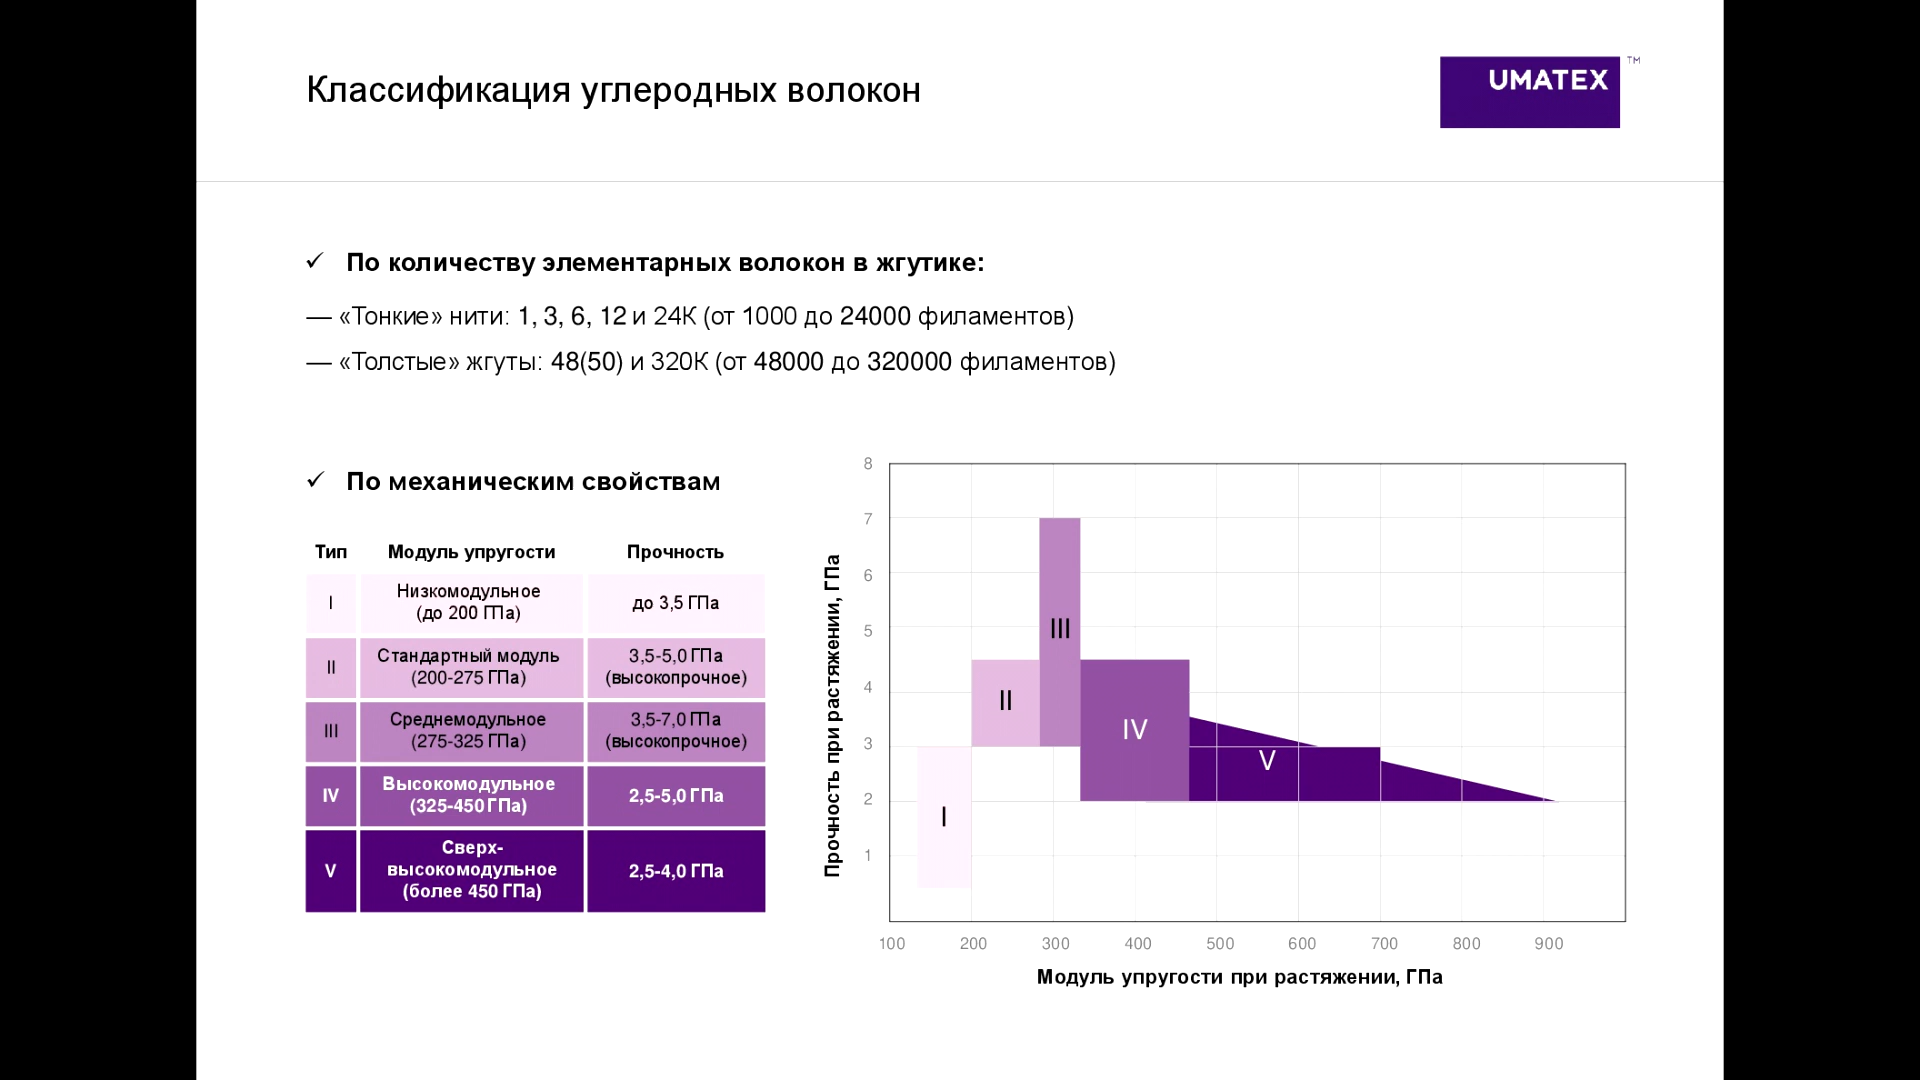 Классификация углеродных волокон
UMATEX ™
✓ По количеству элементарных волокон в жгутике:
— «Тонкие» нити: 1, 3, 6, 12 и 24К (от 1000 до 24000 филаментов)
— «Толстые» жгуты: 48(50) и 320К (от 48000 до 320000 филаментов)
✓ По механическим свойствам
Тип Модуль упругости Прочность
I Низкомодульное (до 200 ГПа) до 3,5 ГПа
II Стандартный модуль (200-275 ГПа) 3,5-5,0 ГПа (высокопрочное)
III Среднемодульное (275-325 ГПа) 3,5-7,0 ГПа (высокопрочное)
IV Высокомодульное (325-450 ГПа) 2,5-5,0 ГПа
V Сверх-высокомодульное (более 450 ГПа) 2,5-4,0 ГПа
Прочность при растяжении, ГПа
8
7
6
5
4
3
2
1
I
II
III
IV
V
100 200 300 400 500 600 700 800 900
Модуль упругости при растяжении, ГПа